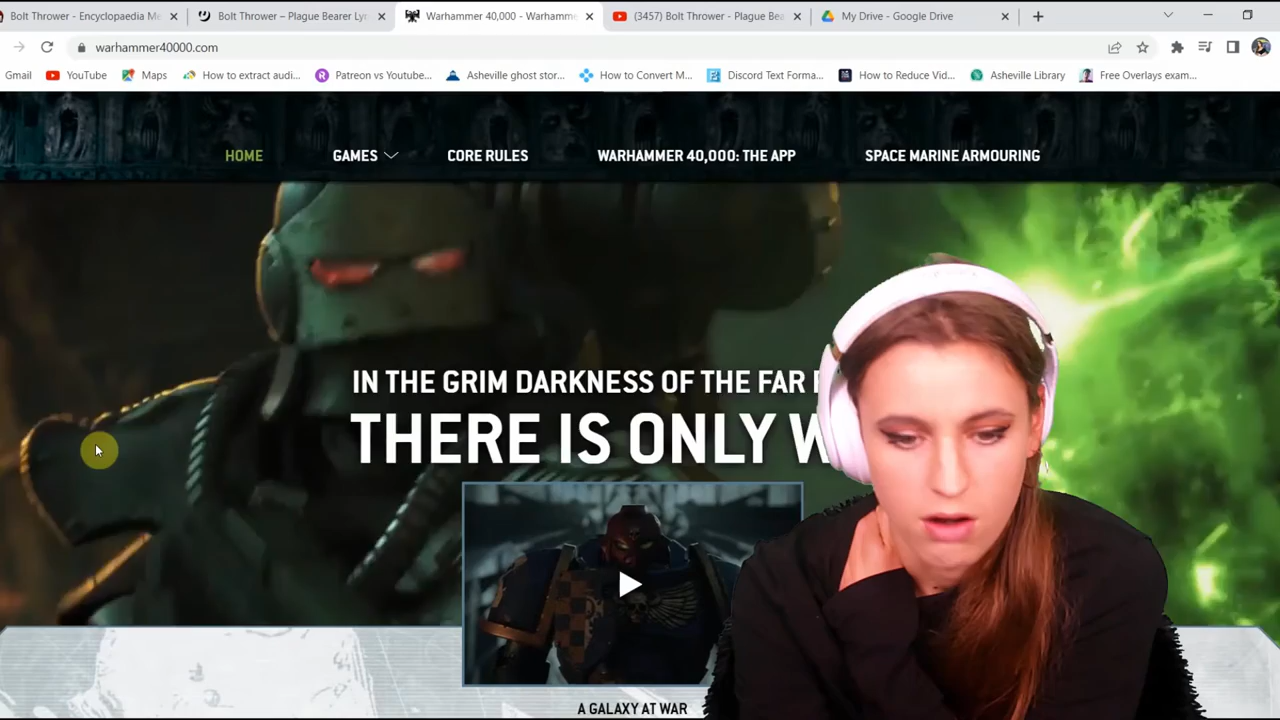 Bolt Thrower - Encyclopaedia Me
Bolt Thrower – Plague Bearer Lyr
Warhammer 40,000 - Warhamme
(3457) Bolt Thrower - Plague Bea
My Drive - Google Drive
warhammer40000.com
Gmail
YouTube
Maps
How to extract audi...
Patreon vs Youtube...
Asheville ghost stor...
How to Convert M...
Discord Text Forma...
How to Reduce Vid...
Asheville Library
Free Overlays exam...
HOME
GAMES
CORE RULES
WARHAMMER 40,000: THE APP
SPACE MARINE ARMOURING
IN THE GRIM DARKNESS OF THE FAR
THERE IS ONLY W
A GALAXY AT WAR